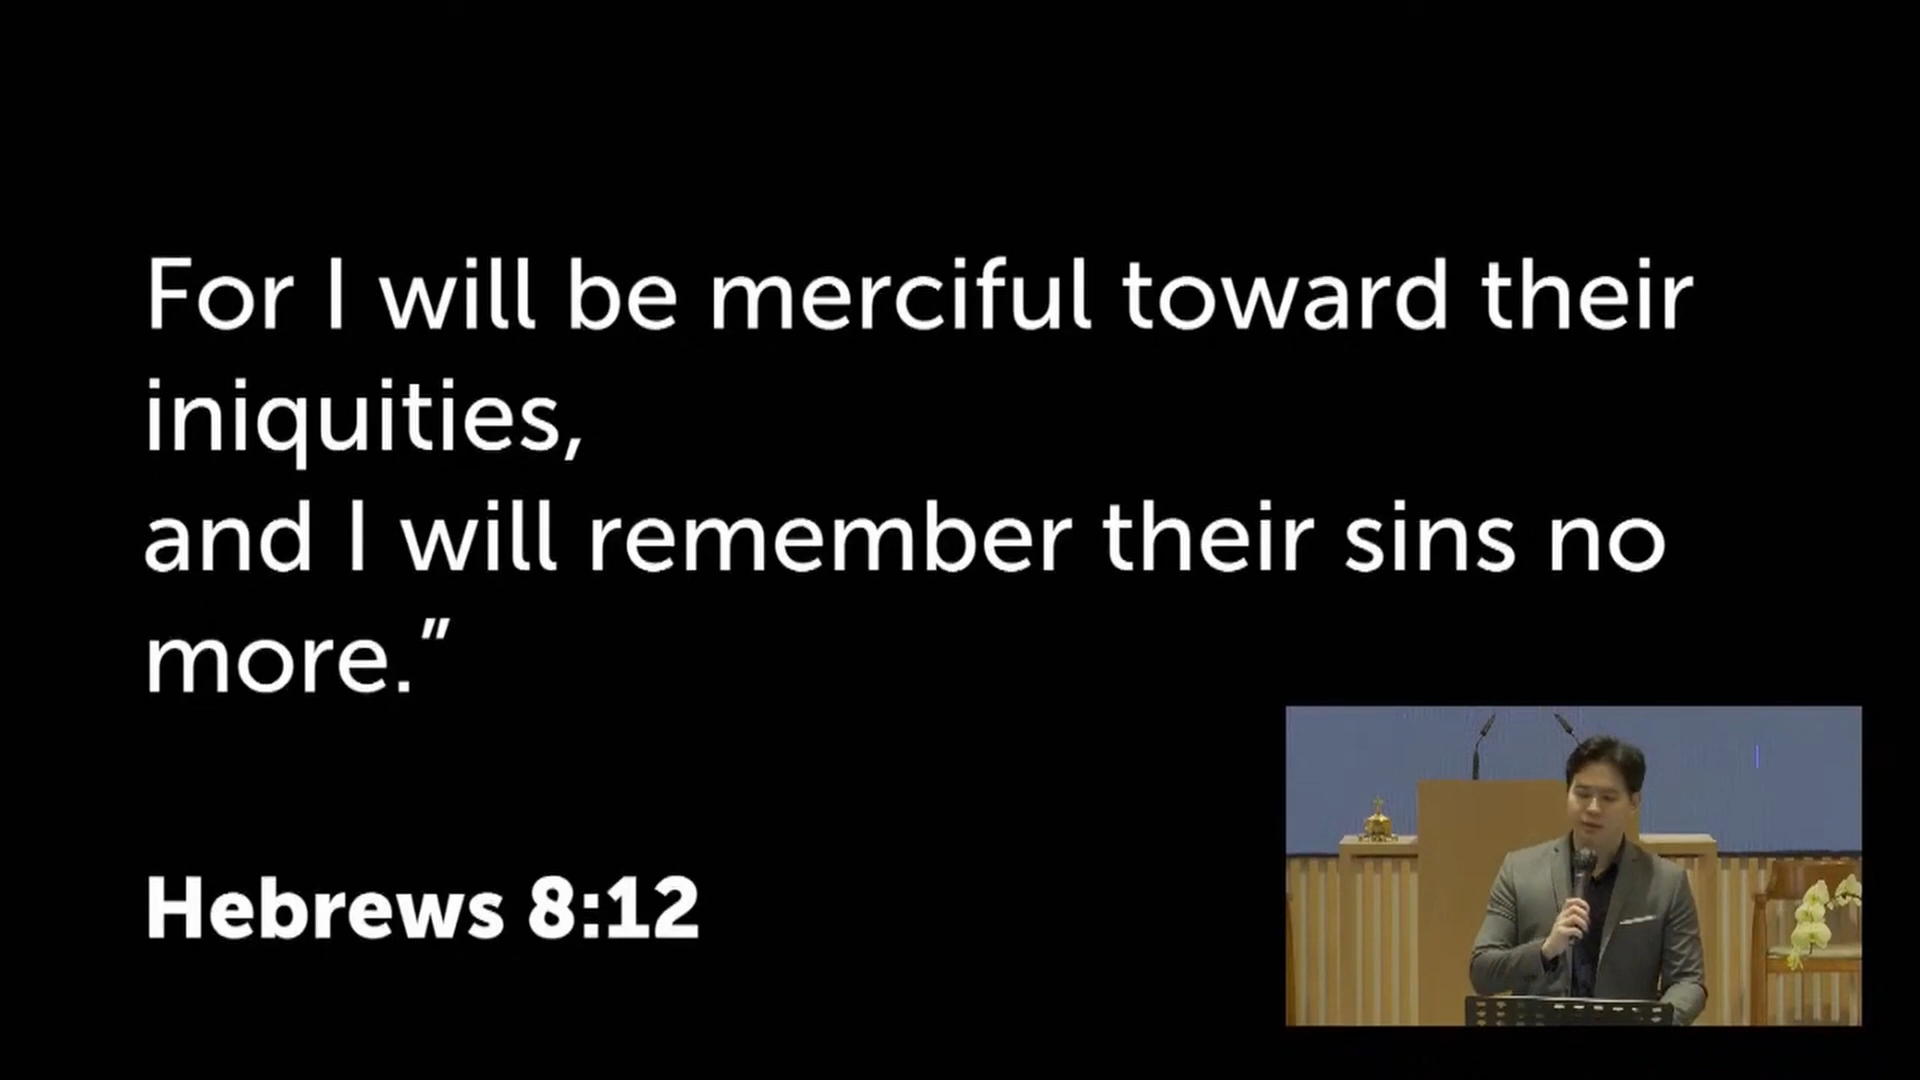 For I will be merciful toward their
iniquities,
and I will remember their sins no
more.”
Hebrews 8:12